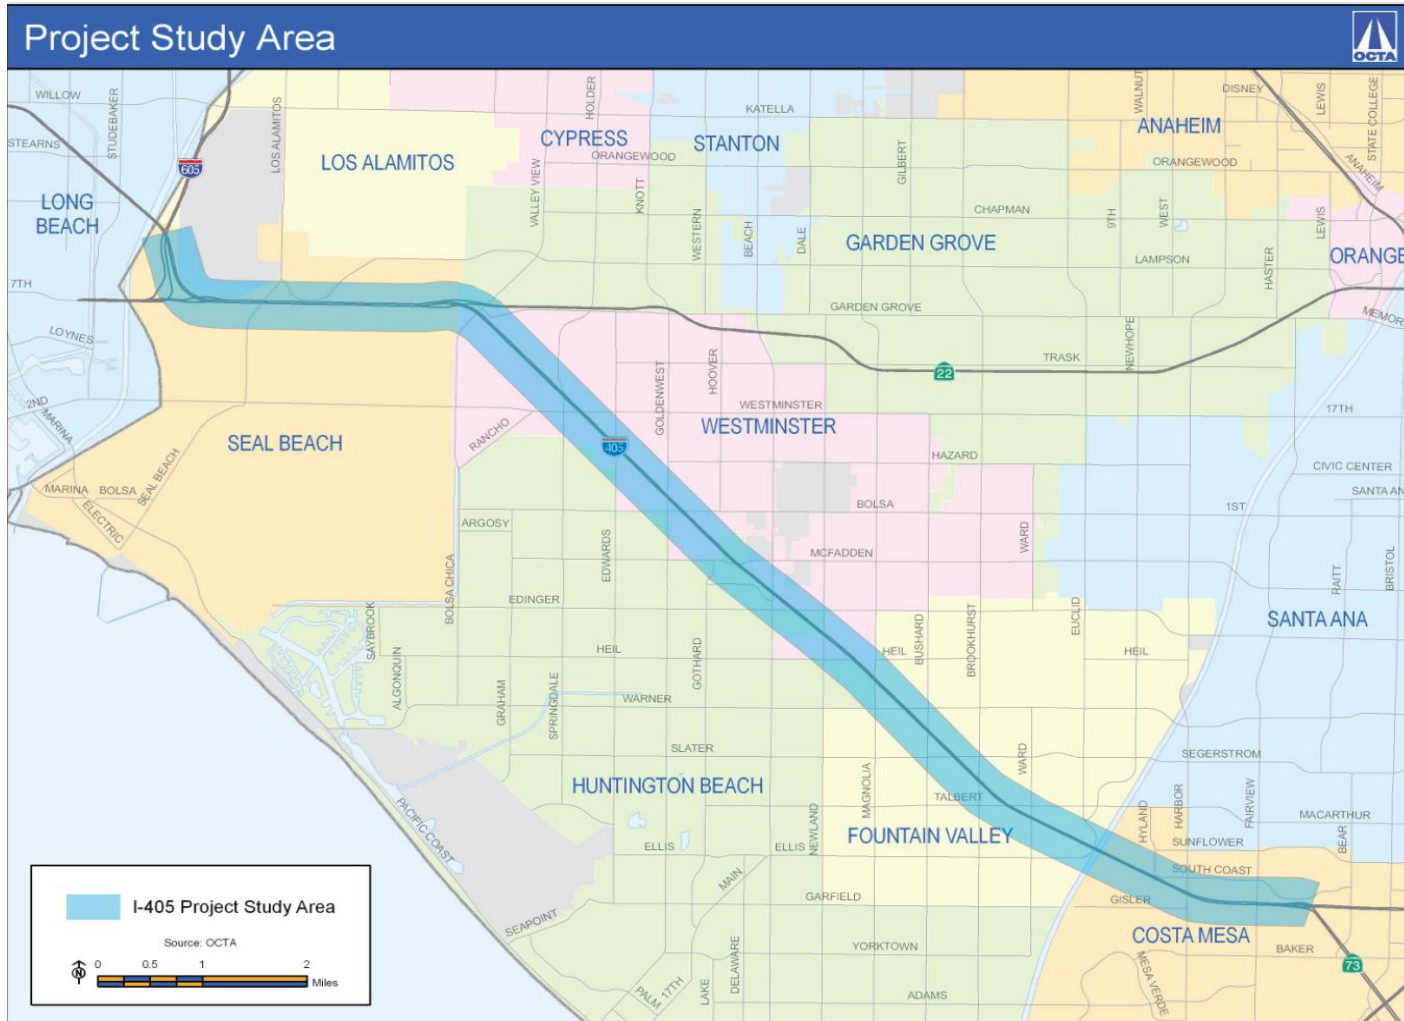 Project Study Area
OCTA
WILLOW
STUDEBAKER
STEARNS
605
LOS ALAMITOS
LOS ALAMITOS
HOLDER
CYPRESS
ORANGEWOOD
VALLEY VIEW
KNOTT
KATELLA
STANTON
WESTERN
BEACH
DALE
GILBERT
WALNUT
DISNEY
LEWIS
STATE COLLEGE
ANAHEIM
ANAHEIM
ORANGEWOOD
CHAPMAN
9TH
WEST
LEWIS
LONG
BEACH
GARDEN GROVE
LAMPSON
HASTER
ORANGE
7TH
GARDEN GROVE
MEMOR
LOYNES
22
TRASK
NEWHOPE
HOOVER
GOLDENWEST
2ND
MARINA
WESTMINSTER
WESTMINSTER
17TH
RANCHO
405
SEAL BEACH
SEAL BEACH
HAZARD
CIVIC CENTER
MARINA
BOLSA
ELECTRIC
BOLSA
SANTA AN
1ST
ARGOSY
EDWARDS
MCFADDEN
WARD
RAITT
BRISTOL
BOLSA CHICA
EDINGER
SAYBROOK
ALGONQUIN
HEIL
GOTHARD
HEIL
BUSHARD
BROOKHURST
EUCLID
HEIL
SANTA ANA
GRAHAM
SPRINGDALE
WARNER
SLATER
WARD
SEGERSTROM
HUNTINGTON BEACH
MAGNOLIA
TALBERT
PACIFIC COAST
NEWLAND
FOUNTAIN VALLEY
HYLAND
HARBOR
FAIRVIEW
MACARTHUR
BEAR
SUNFLOWER
ELLIS
ELLIS
MAIN
SOUTH COAST
GISLER
GARFIELD
SEAPOINT
COSTA MESA
BAKER
YORKTOWN
DELAWARE
LAKE
17TH
PALM
MESA VERDE
73
ADAMS
I-405 Project Study Area
Source: OCTA
N
0 0.5 1 2
Miles